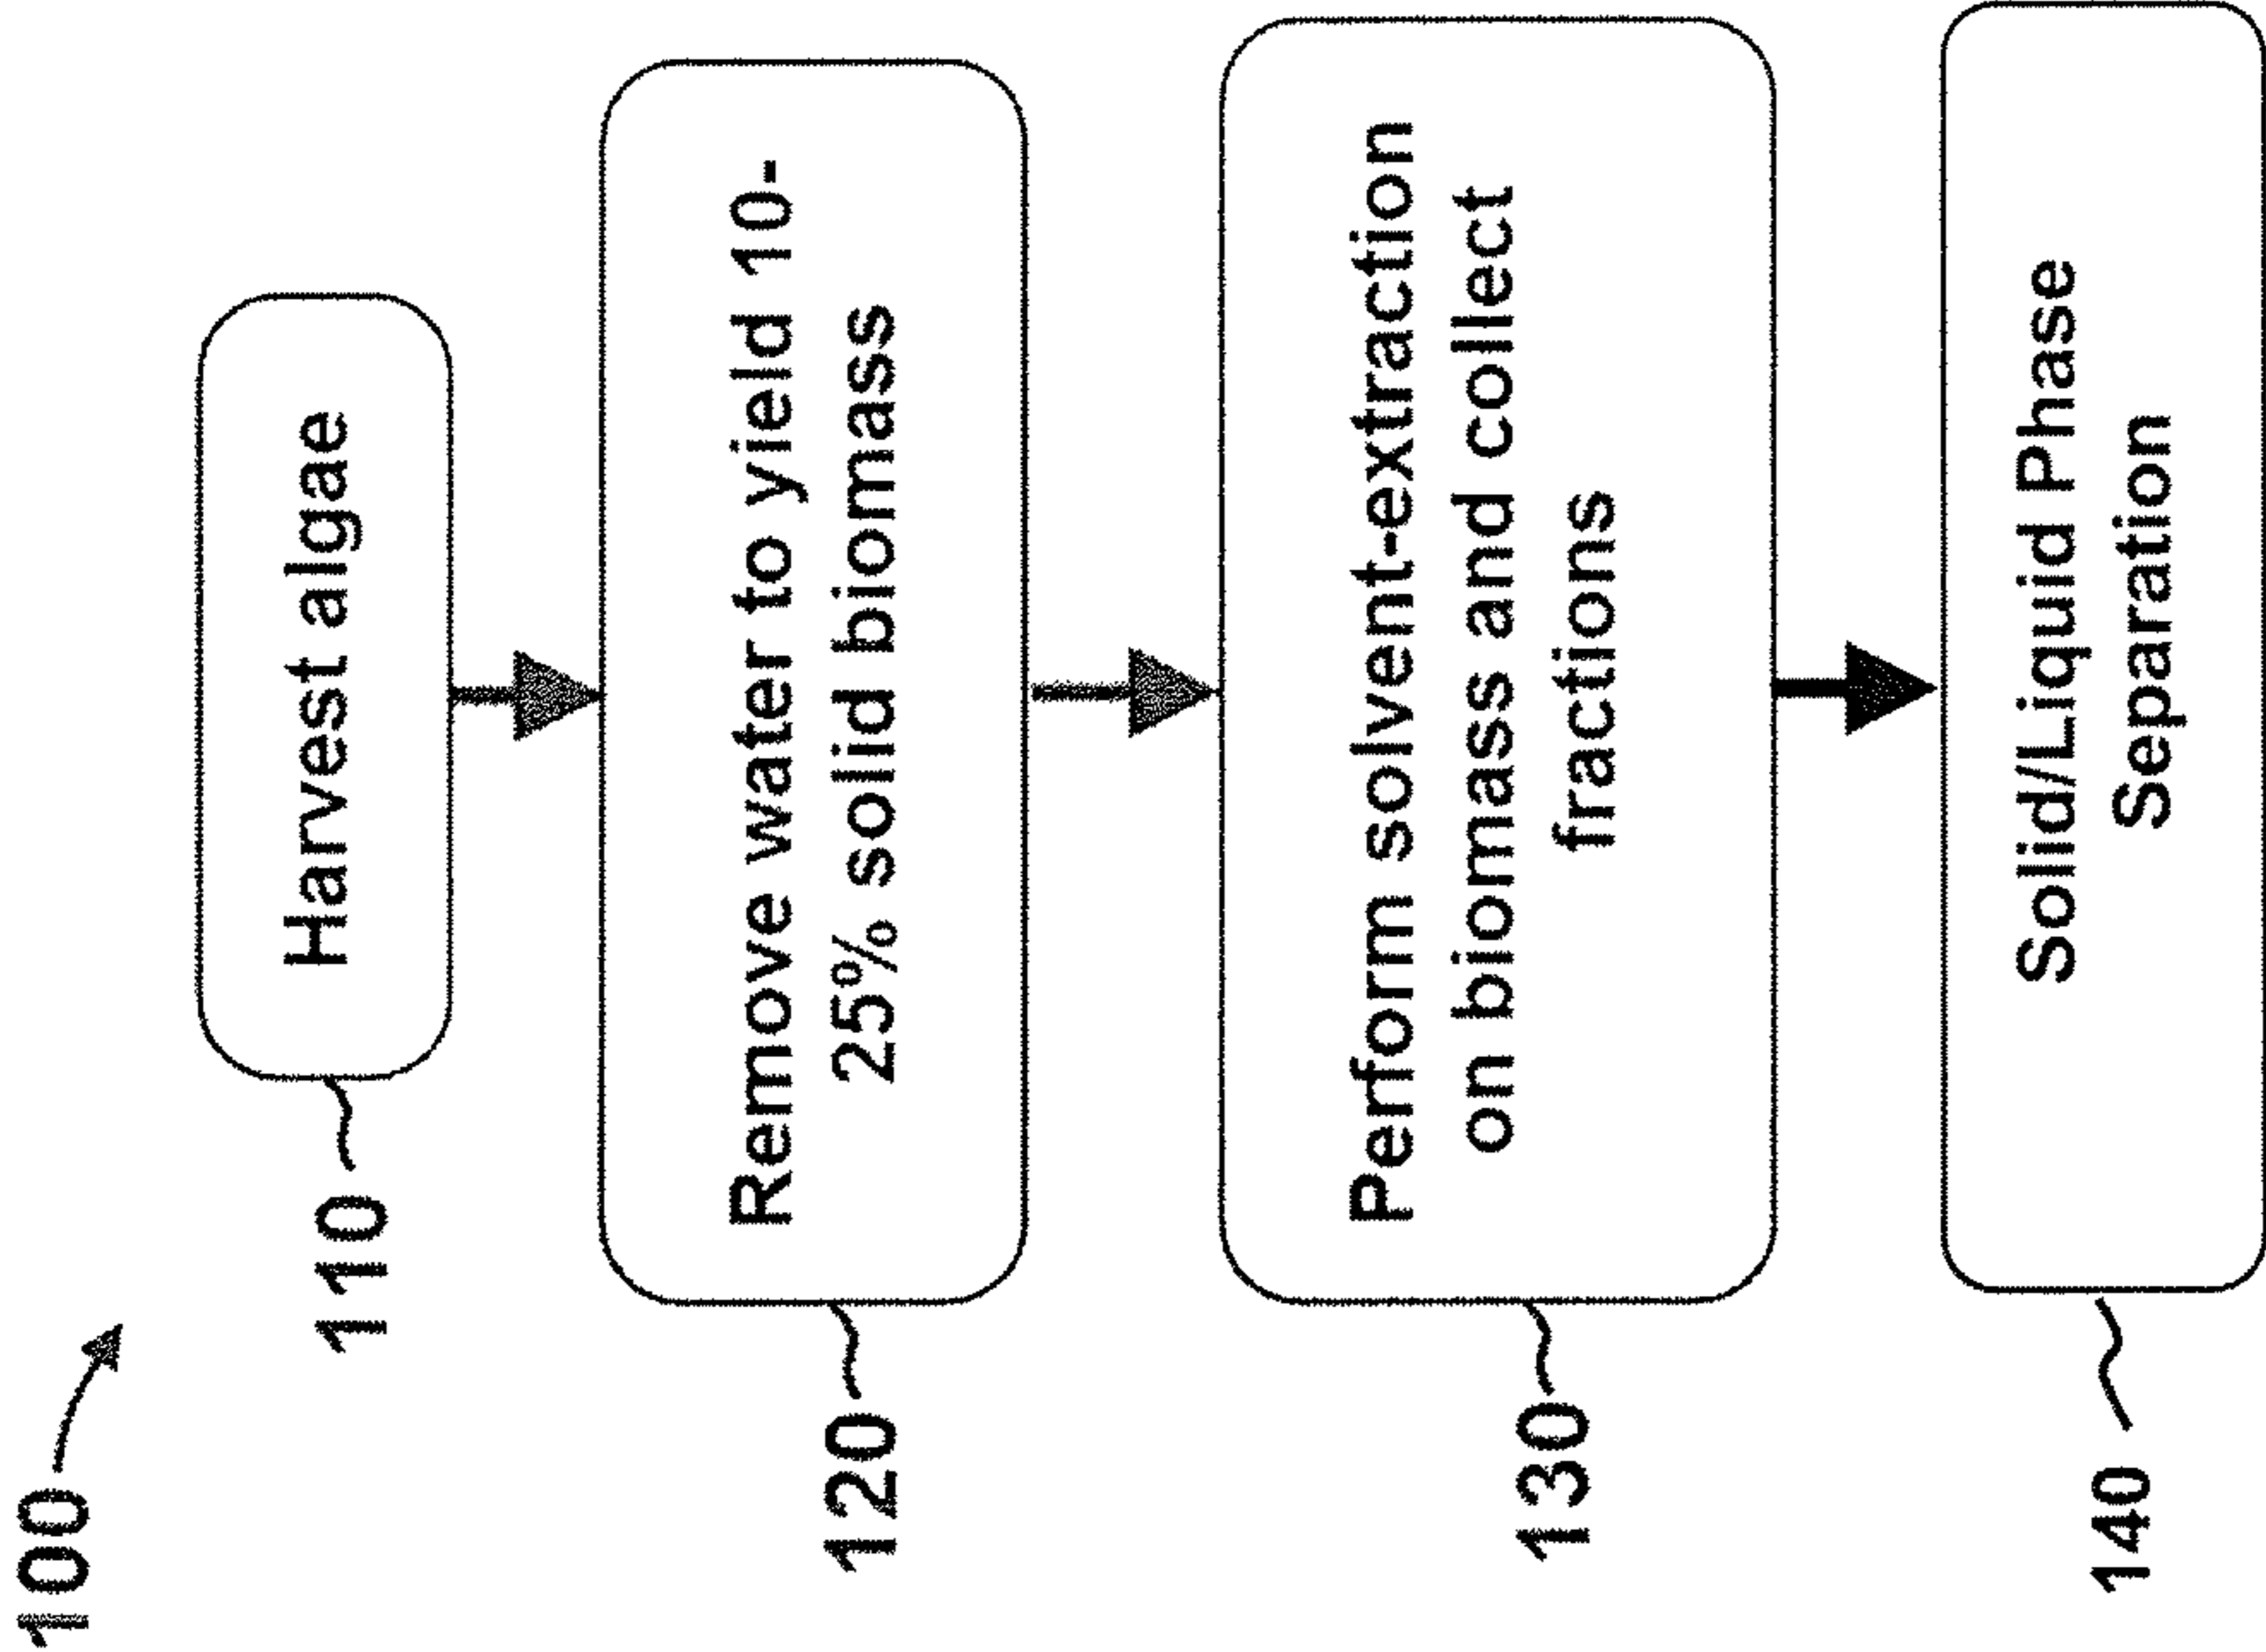 100
110
Harvest algae
120
Remove water to yield 10-
25% solid biomass
130
Perform solvent-extraction
on biomass and collect
fractions
140
Solid/Liquid Phase
Separation